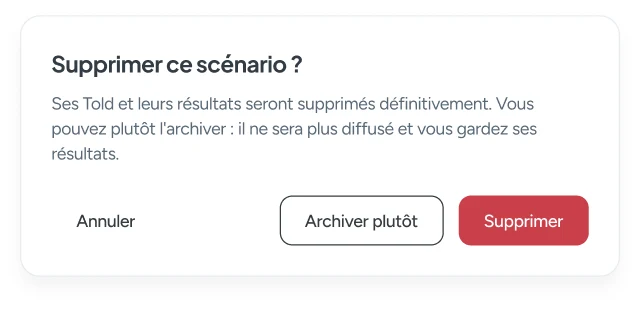 Supprimer ce scénario ?
Ses Told et leurs résultats seront supprimés définitivement. Vous
pouvez plutôt l'archiver : il ne sera plus diffusé et vous gardez ses
résultats.
Annuler
Archiver plutôt
Supprimer